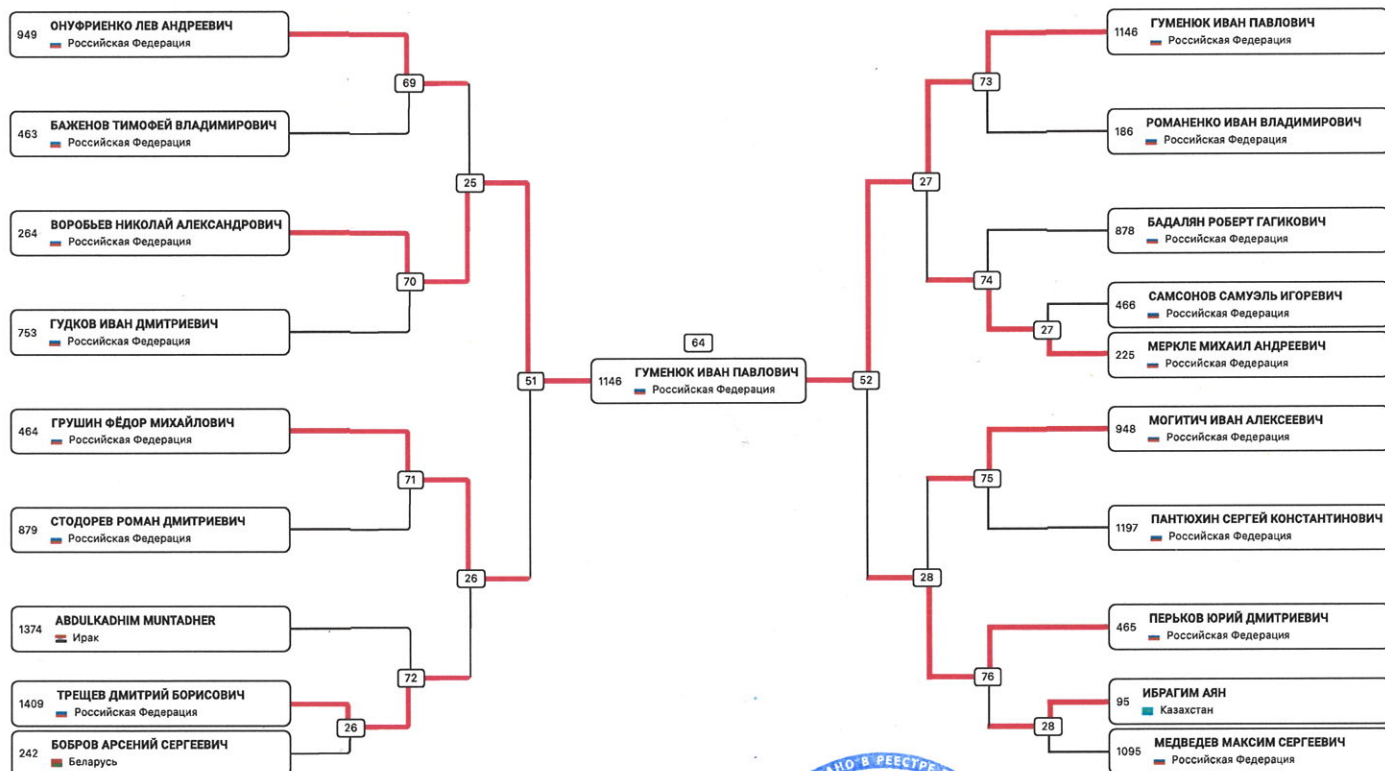 949 ОНУФРИЕНКО ЛЕВ АНДРЕЕВИЧ
Российская Федерация
69
463 БАЖЕНОВ ТИМОФЕЙ ВЛАДИМИРОВИЧ
Российская Федерация
25
264 ВОРОБЬЕВ НИКОЛАЙ АЛЕКСАНДРОВИЧ
Российская Федерация
70
753 ГУДКОВ ИВАН ДМИТРИЕВИЧ
Российская Федерация
51
464 ГРУШИН ФЁДОР МИХАЙЛОВИЧ
Российская Федерация
71
879 СТОДОРЕВ РОМАН ДМИТРИЕВИЧ
Российская Федерация
26
1374 ABDULKADHIM MUNTADHER
Ирак
72
1409 ТРЕЩЕВ ДМИТРИЙ БОРИСОВИЧ
Российская Федерация
26
242 БОБРОВ АРСЕНИЙ СЕРГЕЕВИЧ
Беларусь
64
1146 ГУМЕНЮК ИВАН ПАВЛОВИЧ
Российская Федерация
1146 ГУМЕНЮК ИВАН ПАВЛОВИЧ
Российская Федерация
73
186 РОМАНЕНКО ИВАН ВЛАДИМИРОВИЧ
Российская Федерация
27
878 БАДАЛЯН РОБЕРТ ГАГИКОВИЧ
Российская Федерация
74
466 САМСОНОВ САМУЭЛЬ ИГОРЕВИЧ
Российская Федерация
27
225 МЕРКЛЕ МИХАИЛ АНДРЕЕВИЧ
Российская Федерация
52
948 МОГИТИЧ ИВАН АЛЕКСЕЕВИЧ
Российская Федерация
75
1197 ПАНТЮХИН СЕРГЕЙ КОНСТАНТИНОВИЧ
Российская Федерация
28
465 ПЕРЬКОВ ЮРИЙ ДМИТРИЕВИЧ
Российская Федерация
76
95 ИБРАГИМ АЯН
Казахстан
28
1095 МЕДВЕДЕВ МАКСИМ СЕРГЕЕВИЧ
Российская Федерация
В РЕЕСТРЕ